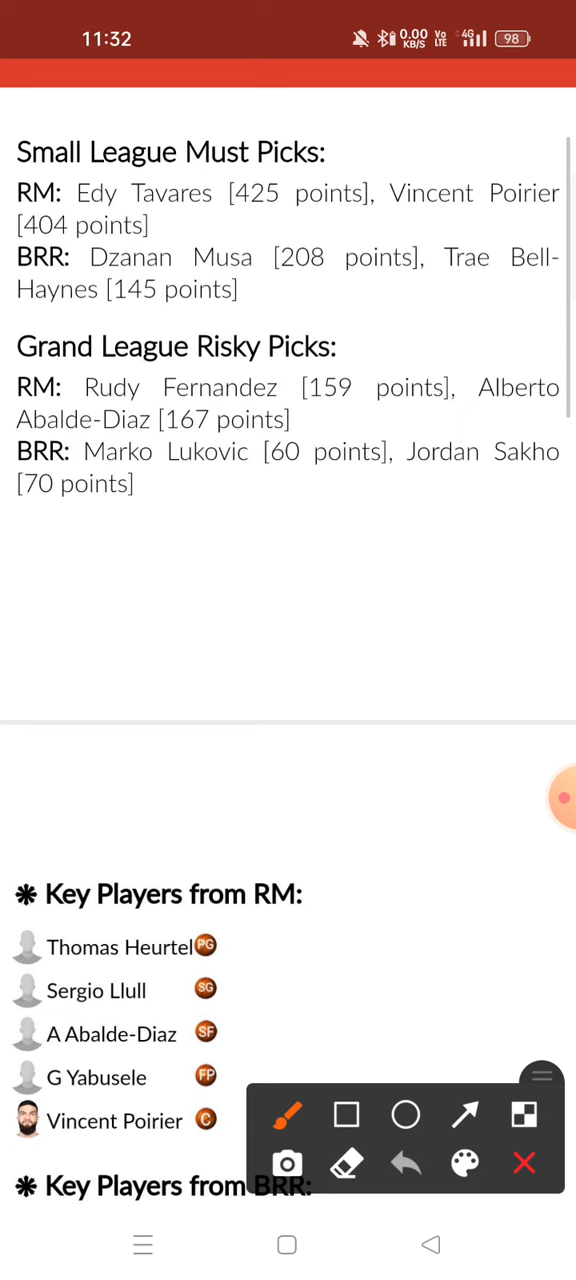 11:32
0.00 KB/S VoLTE 4G 98
Small League Must Picks:
RM: Edy Tavares [425 points], Vincent Poirier
[404 points]
BRR: Dzanan Musa [208 points], Trae Bell-
Haynes [145 points]
Grand League Risky Picks:
RM: Rudy Fernandez [159 points], Alberto
Abalde-Diaz [167 points]
BRR: Marko Lukovic [60 points], Jordan Sakho
[70 points]
✱ Key Players from RM:
Thomas Heurtel PG
Sergio Llull SG
A Abalde-Diaz SF
G Yabusele FP
Vincent Poirier C
✱ Key Players from BRR: